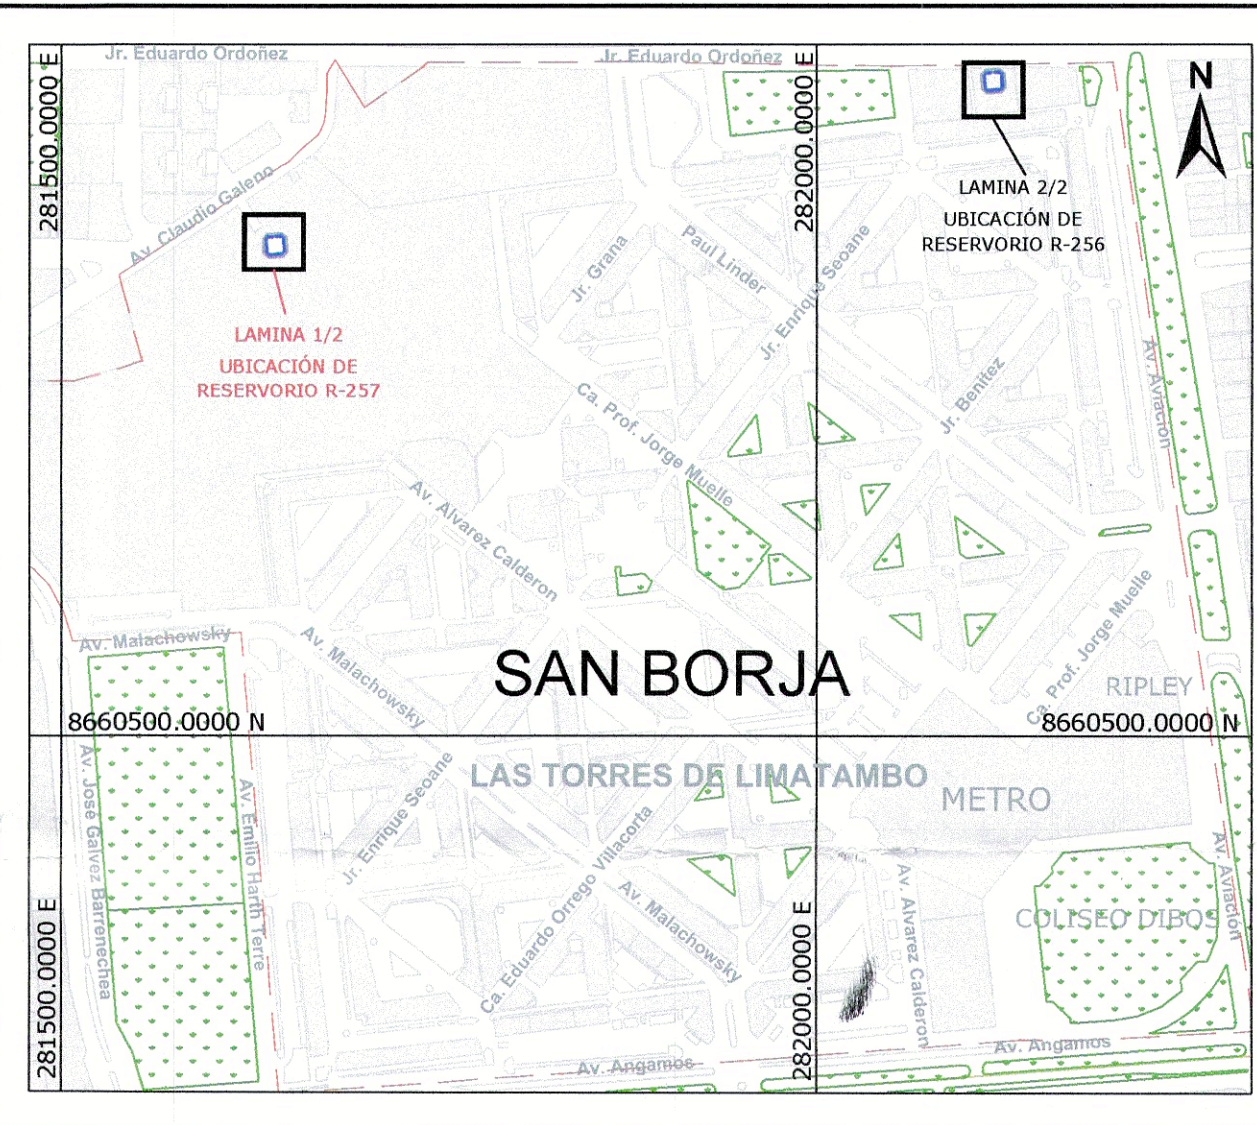 Jr. Eduardo Ordoñez
Jr. Eduardo Ordoñez
281500.0000 E
282000.0000 E
N
LAMINA 2/2
UBICACIÓN DE
RESERVORIO R-256
Av. Claudio Galeno
LAMINA 1/2
UBICACIÓN DE
RESERVORIO R-257
Jr. Grana
Paul Linder
Jr. Enrique Seoane
Av. Aviación
Jr. Benitez
Ca. Prof. Jorge Muelle
Av. Alvarez Calderon
Av. Malachowsky
Av. Malachowsky
Ca. Prof. Jorge Muelle
SAN BORJA
RIPLEY
8660500.0000 N
8660500.0000 N
LAS TORRES DE LIMATAMBO
METRO
Av. José Galvez Barrenechea
Av. Emilio Harth Terre
Jr. Enrique Seoane
Ca. Eduardo Orrego Villacorta
Av. Malachowsky
Av. Alvarez Calderon
COLISEO DIBOS
Av. Aviación
281500.0000 E
282000.0000 E
Av. Angamos
Av. Angamos